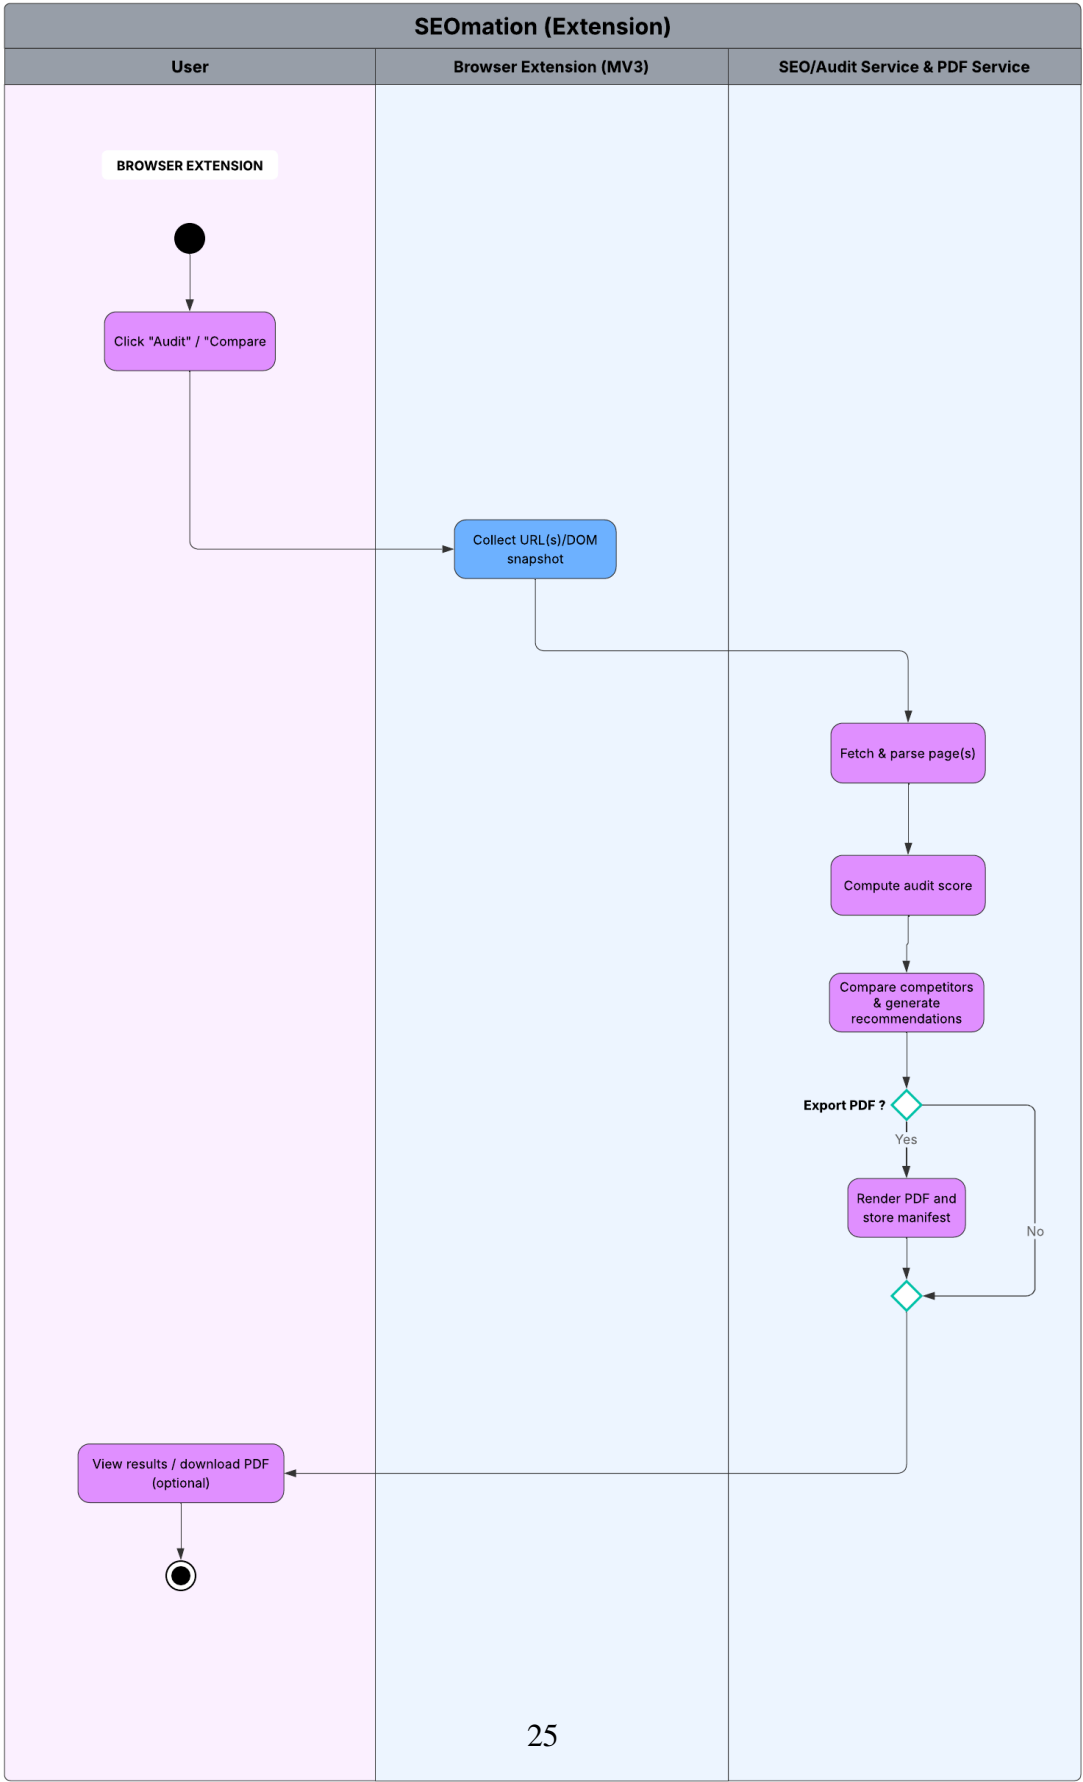 SEOmation (Extension)
User
Browser Extension (MV3)
SEO/Audit Service & PDF Service
BROWSER EXTENSION
Click "Audit" / "Compare
Collect URL(s)/DOM
snapshot
Fetch & parse page(s)
Compute audit score
Compare competitors
& generate
recommendations
Export PDF ?
Yes
Render PDF and
store manifest
No
View results / download PDF
(optional)
25